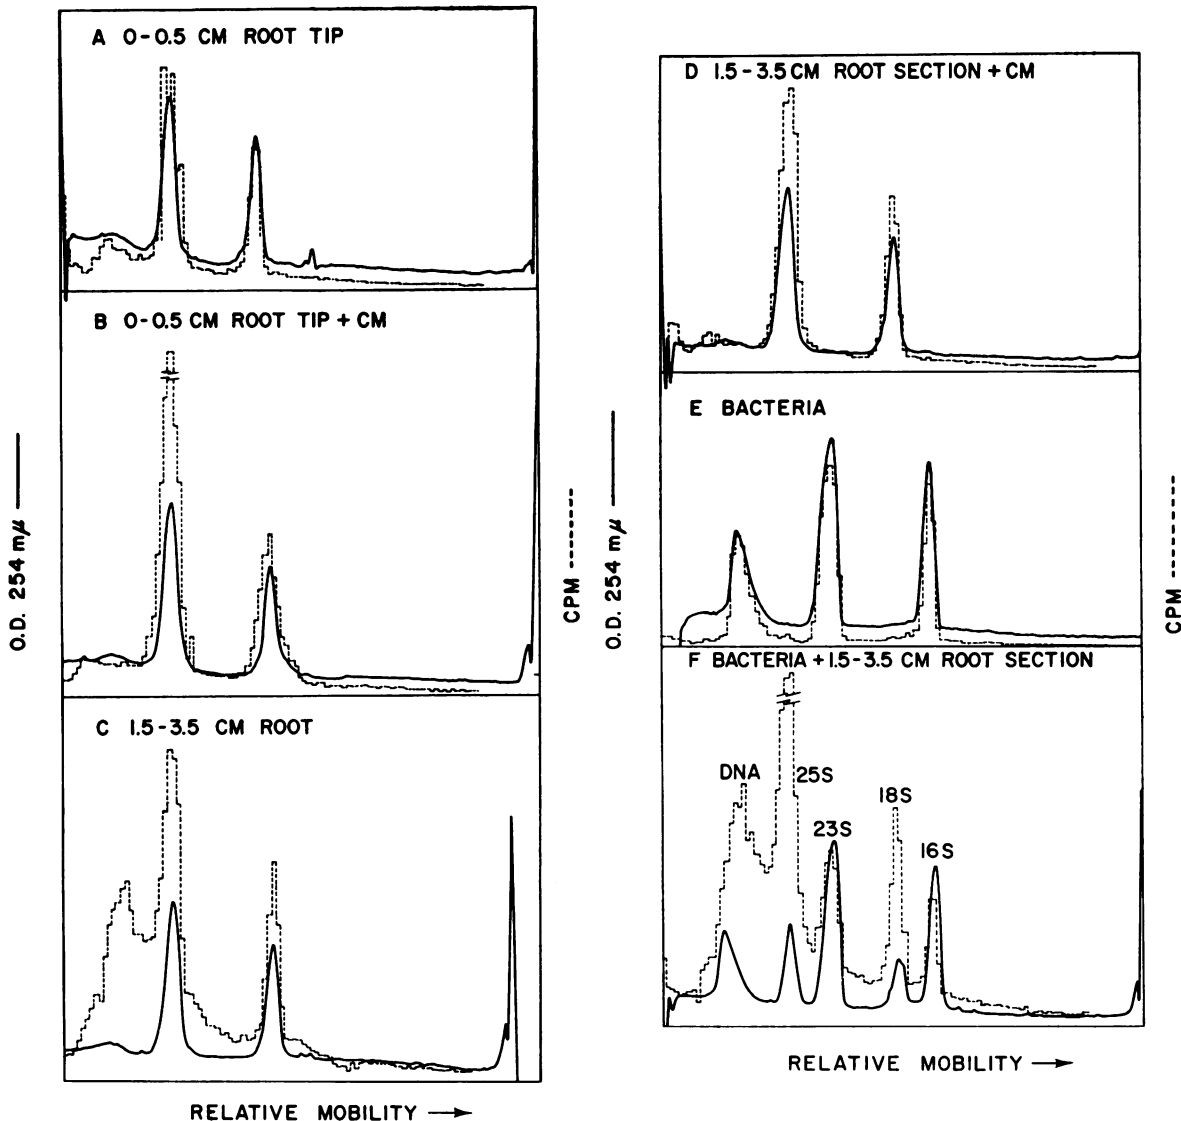 A 0-0.5 CM ROOT TIP
B 0-0.5 CM ROOT TIP + CM
C 1.5-3.5 CM ROOT
O.D. 254 mμ
CPM
RELATIVE MOBILITY
D 1.5-3.5 CM ROOT SECTION + CM
E BACTERIA
F BACTERIA + 1.5-3.5 CM ROOT SECTION
DNA
25S
23S
18S
16S
O.D. 254 mμ
CPM
RELATIVE MOBILITY